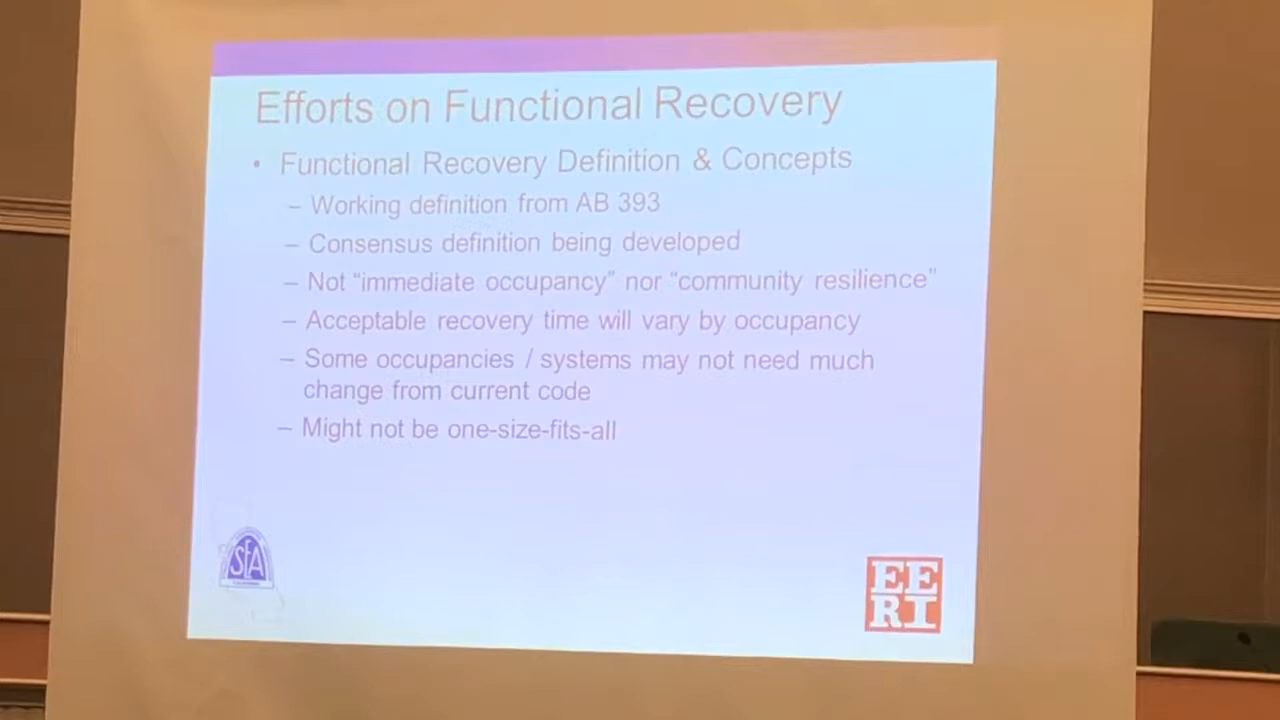 Efforts on Functional Recovery
• Functional Recovery Definition & Concepts
– Working definition from AB 393
– Consensus definition being developed
– Not “immediate occupancy” nor “community resilience”
– Acceptable recovery time will vary by occupancy
– Some occupancies / systems may not need much
change from current code
– Might not be one-size-fits-all
SEA
EE
RI